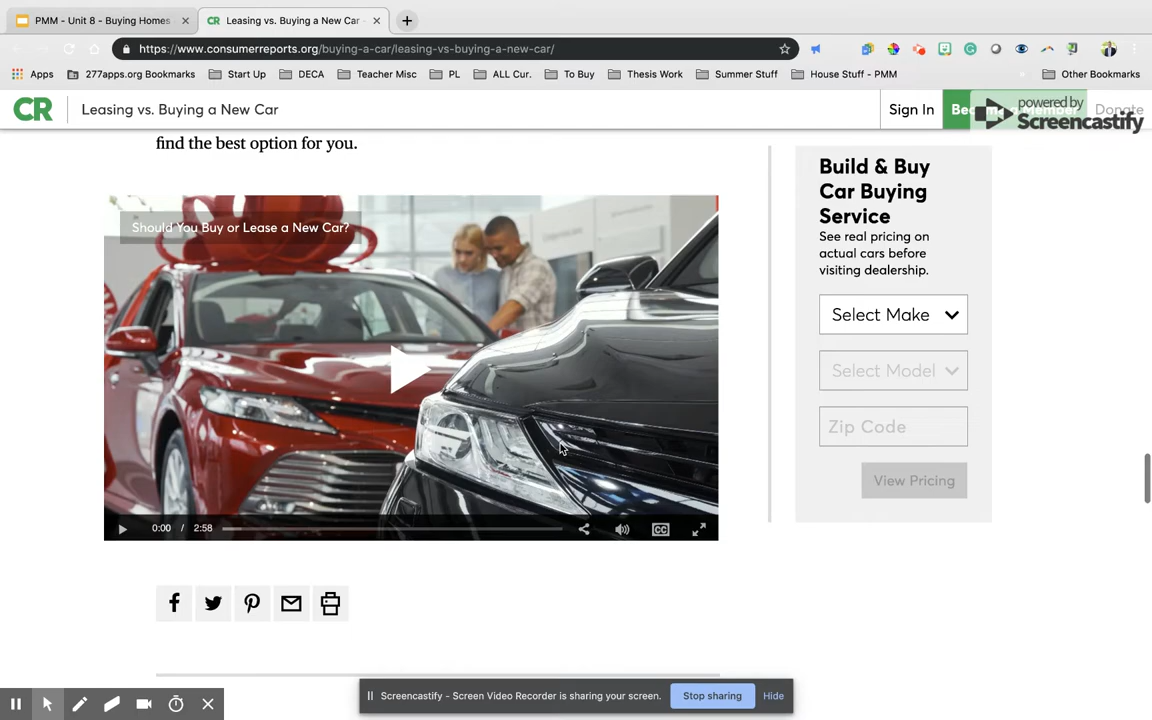 PMM - Unit 8 - Buying Homes
Leasing vs. Buying a New Car -
https://www.consumerreports.org/buying-a-car/leasing-vs-buying-a-new-car/
Apps 277apps.org Bookmarks Start Up DECA Teacher Misc PL ALL Cur. To Buy Thesis Work Summer Stuff House Stuff - PMM Other Bookmarks
CR Leasing vs. Buying a New Car Sign In Donate
powered by
Screencastify
find the best option for you.
Should You Buy or Lease a New Car?
0:00 / 2:58 CC
Build & Buy
Car Buying
Service
See real pricing on
actual cars before
visiting dealership.
Select Make
Select Model
Zip Code
View Pricing
Screencastify - Screen Video Recorder is sharing your screen. Stop sharing Hide